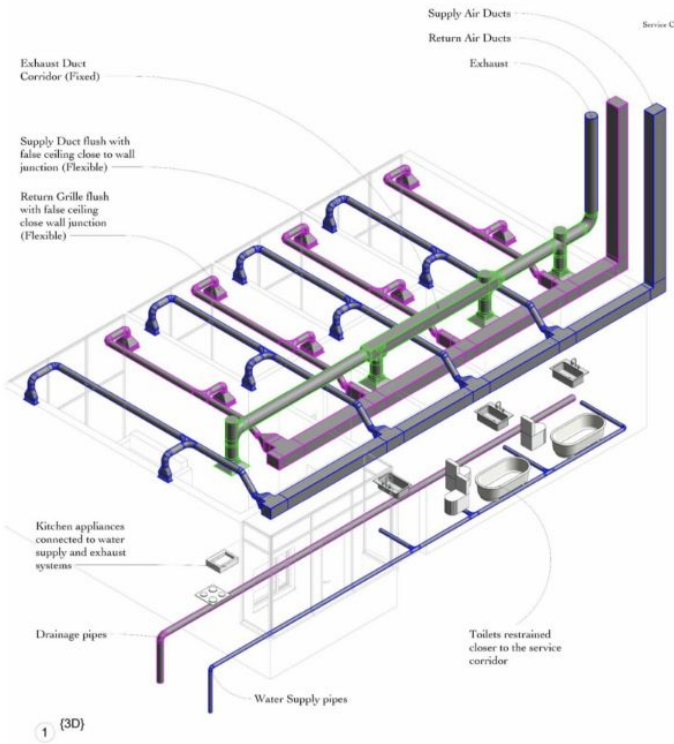 Supply Air Ducts
Service C
Return Air Ducts
Exhaust
Exhaust Duct
Corridor (Fixed)
Supply Duct flush with
false ceiling close to wall
junction (Flexible)
Return Grille flush
with false ceiling
close wall junction
(Flexible)
Kitchen appliances
connected to water
supply and exhaust
systems
Drainage pipes
Toilets restrained
closer to the service
corridor
Water Supply pipes
1 {3D}